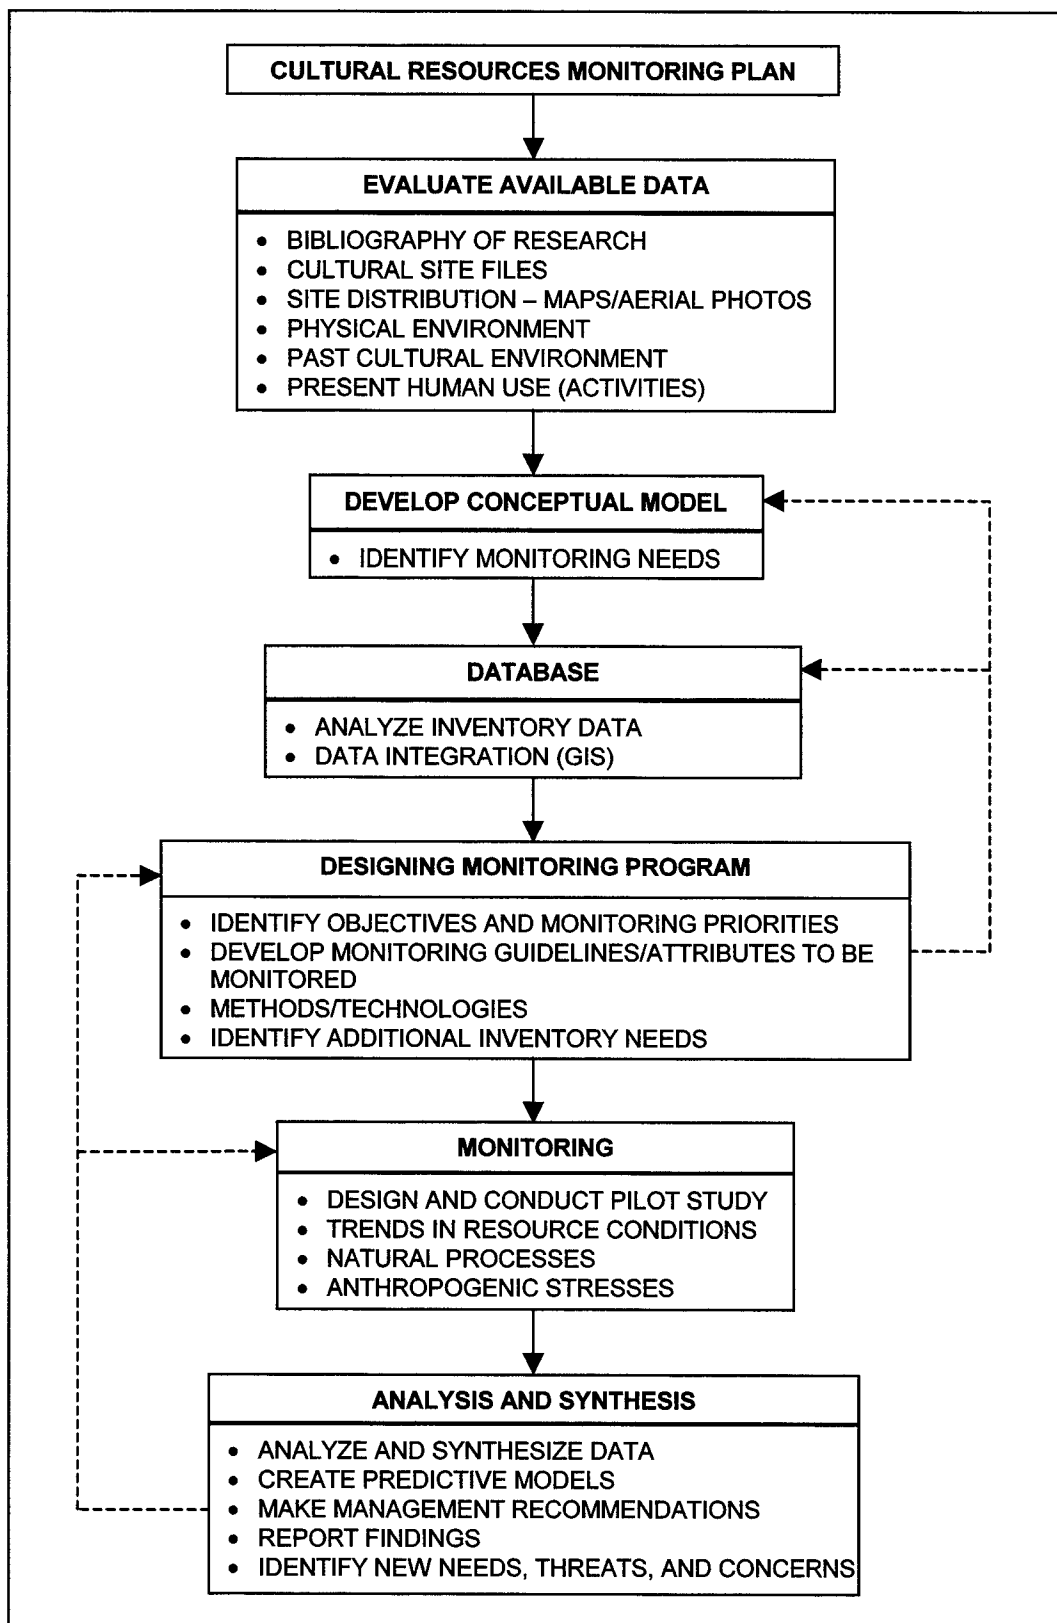 CULTURAL RESOURCES MONITORING PLAN
EVALUATE AVAILABLE DATA
• BIBLIOGRAPHY OF RESEARCH
• CULTURAL SITE FILES
• SITE DISTRIBUTION – MAPS/AERIAL PHOTOS
• PHYSICAL ENVIRONMENT
• PAST CULTURAL ENVIRONMENT
• PRESENT HUMAN USE (ACTIVITIES)
DEVELOP CONCEPTUAL MODEL
• IDENTIFY MONITORING NEEDS
DATABASE
• ANALYZE INVENTORY DATA
• DATA INTEGRATION (GIS)
DESIGNING MONITORING PROGRAM
• IDENTIFY OBJECTIVES AND MONITORING PRIORITIES
• DEVELOP MONITORING GUIDELINES/ATTRIBUTES TO BE
MONITORED
• METHODS/TECHNOLOGIES
• IDENTIFY ADDITIONAL INVENTORY NEEDS
MONITORING
• DESIGN AND CONDUCT PILOT STUDY
• TRENDS IN RESOURCE CONDITIONS
• NATURAL PROCESSES
• ANTHROPOGENIC STRESSES
ANALYSIS AND SYNTHESIS
• ANALYZE AND SYNTHESIZE DATA
• CREATE PREDICTIVE MODELS
• MAKE MANAGEMENT RECOMMENDATIONS
• REPORT FINDINGS
• IDENTIFY NEW NEEDS, THREATS, AND CONCERNS